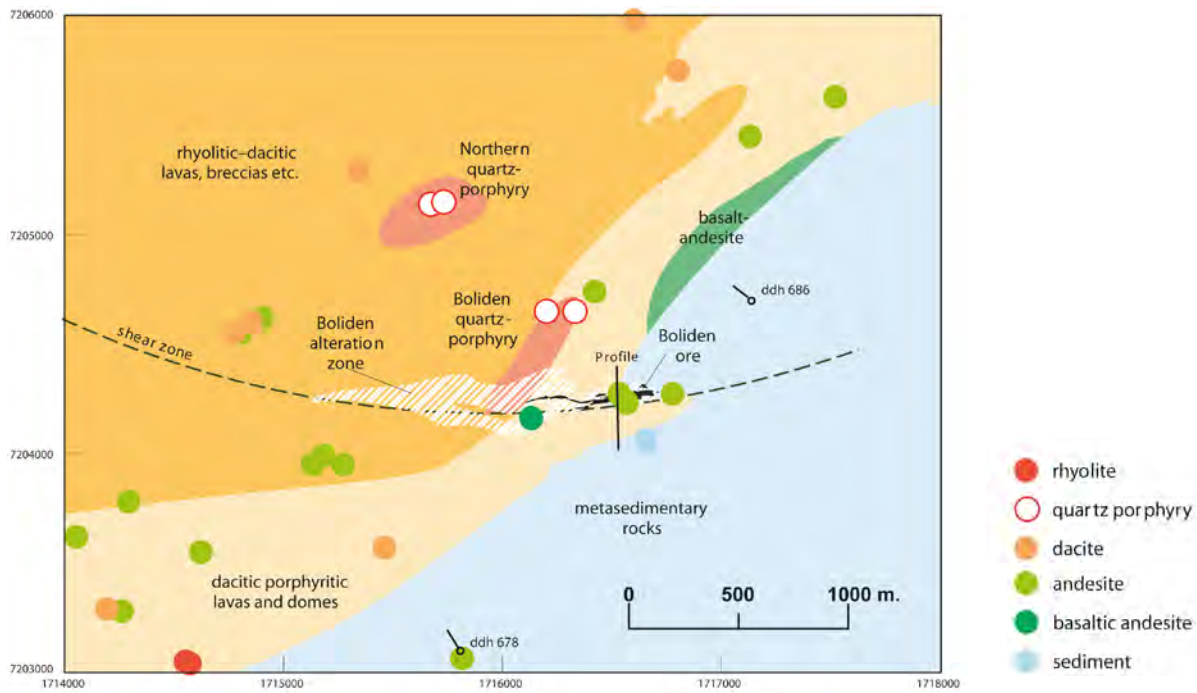 7206000
rhyolitic–dacitic
lavas, breccias etc.
Northern
quartz-
porphyry
7205000
basalt-
andesite
ddh 686
shear zone
Boliden
alteration
zone
Boliden
quartz-
porphyry
Profile
Boliden
ore
7204000
metasedimentary
rocks
dacitic porphyritic
lavas and domes
0 500 1000 m.
ddh 678
7203000
1714000 1715000 1716000 1717000 1718000
rhyolite
quartz porphyry
dacite
andesite
basaltic andesite
sediment